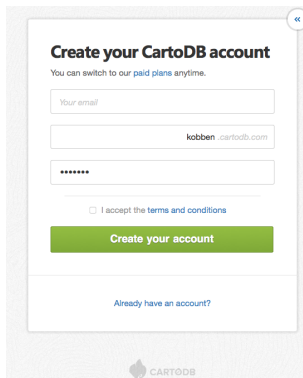 «
Create your CartoDB account
You can switch to our paid plans anytime.
Your email
kobben .cartodb.com
•••••••
I accept the terms and conditions
Create your account
Already have an account?
CARTODB